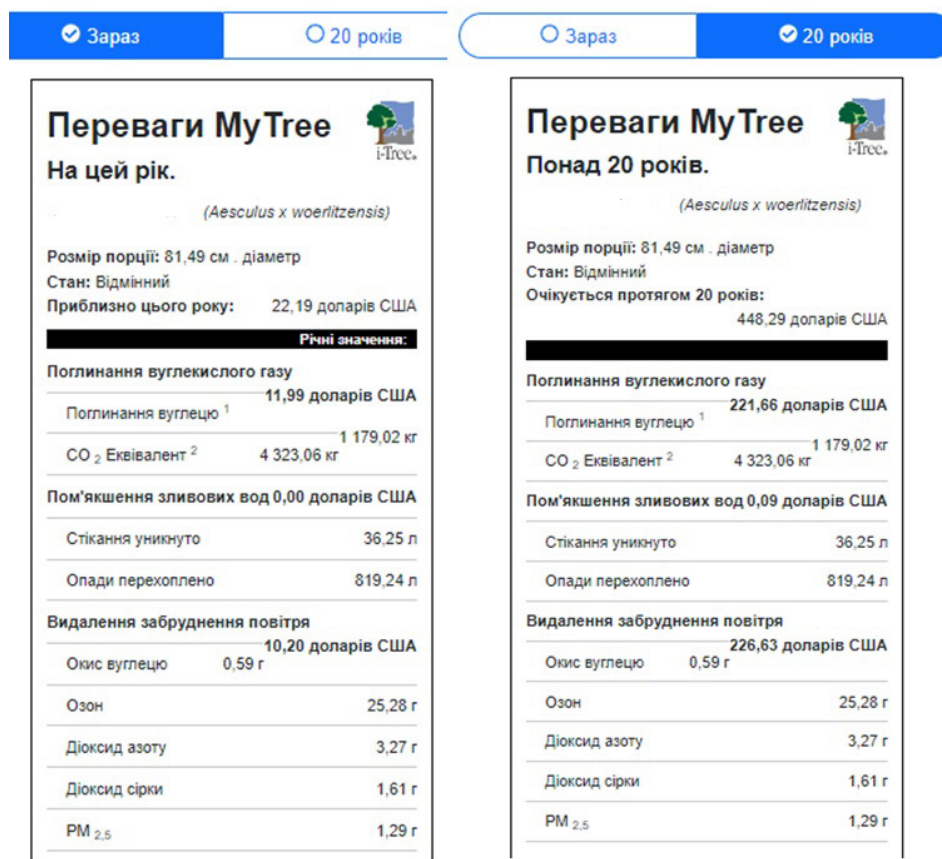 Зараз
20 років
Переваги MyTree
i-Tree®
На цей рік.
(Aesculus x woerlitzensis)
Розмір порції: 81,49 см . діаметр
Стан: Відмінний
Приблизно цього року: 22,19 доларів США
Річні значення:
Поглинання вуглекислого газу
11,99 доларів США
Поглинання вуглецю 1
1 179,02 кг
CO 2 Еквівалент 2 4 323,06 кг
Пом'якшення зливових вод 0,00 доларів США
Стікання уникнуто 36,25 л
Опади перехоплено 819,24 л
Видалення забруднення повітря
10,20 доларів США
Окис вуглецю 0,59 г
Озон 25,28 г
Діоксид азоту 3,27 г
Діоксид сірки 1,61 г
PM 2,5 1,29 г
Зараз
20 років
Переваги MyTree
i-Tree®
Понад 20 років.
(Aesculus x woerlitzensis)
Розмір порції: 81,49 см . діаметр
Стан: Відмінний
Очікується протягом 20 років:
448,29 доларів США
Поглинання вуглекислого газу
221,66 доларів США
Поглинання вуглецю 1
1 179,02 кг
CO 2 Еквівалент 2 4 323,06 кг
Пом'якшення зливових вод 0,09 доларів США
Стікання уникнуто 36,25 л
Опади перехоплено 819,24 л
Видалення забруднення повітря
226,63 доларів США
Окис вуглецю 0,59 г
Озон 25,28 г
Діоксид азоту 3,27 г
Діоксид сірки 1,61 г
PM 2,5 1,29 г